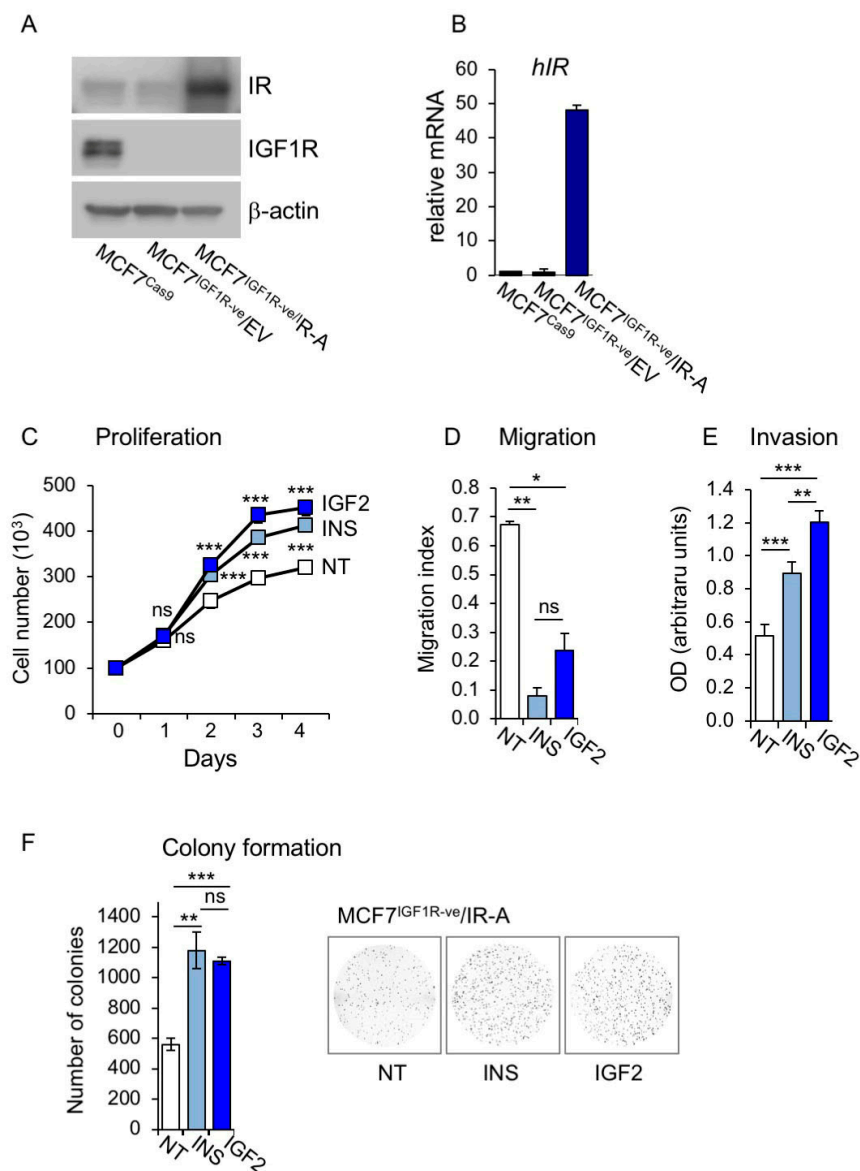 A
IR
IGF1R
β-actin
MCF7Cas9
MCF7IGF1R-ve/EV
MCF7IGF1R-ve/IR-A
B
hIR
relative mRNA
60
50
40
30
20
10
0
MCF7Cas9
MCF7IGF1R-ve/EV
MCF7IGF1R-ve/IR-A
C Proliferation
Cell number (10³)
500
400
300
200
100
0
ns
ns
***
***
***
***
***
***
IGF2
INS
NT
0 1 2 3 4
Days
D Migration
Migration index
0.8
0.7
0.6
0.5
0.4
0.3
0.2
0.1
0.0
*
**
ns
NT INS IGF2
E Invasion
OD (arbitraru units)
1.4
1.2
1.0
0.8
0.6
0.4
0.2
0.0
***
**
***
NT INS IGF2
F
Colony formation
Number of colonies
1400
1200
1000
800
600
400
200
0
***
ns
**
NT INS IGF2
MCF7IGF1R-ve/IR-A
NT INS IGF2